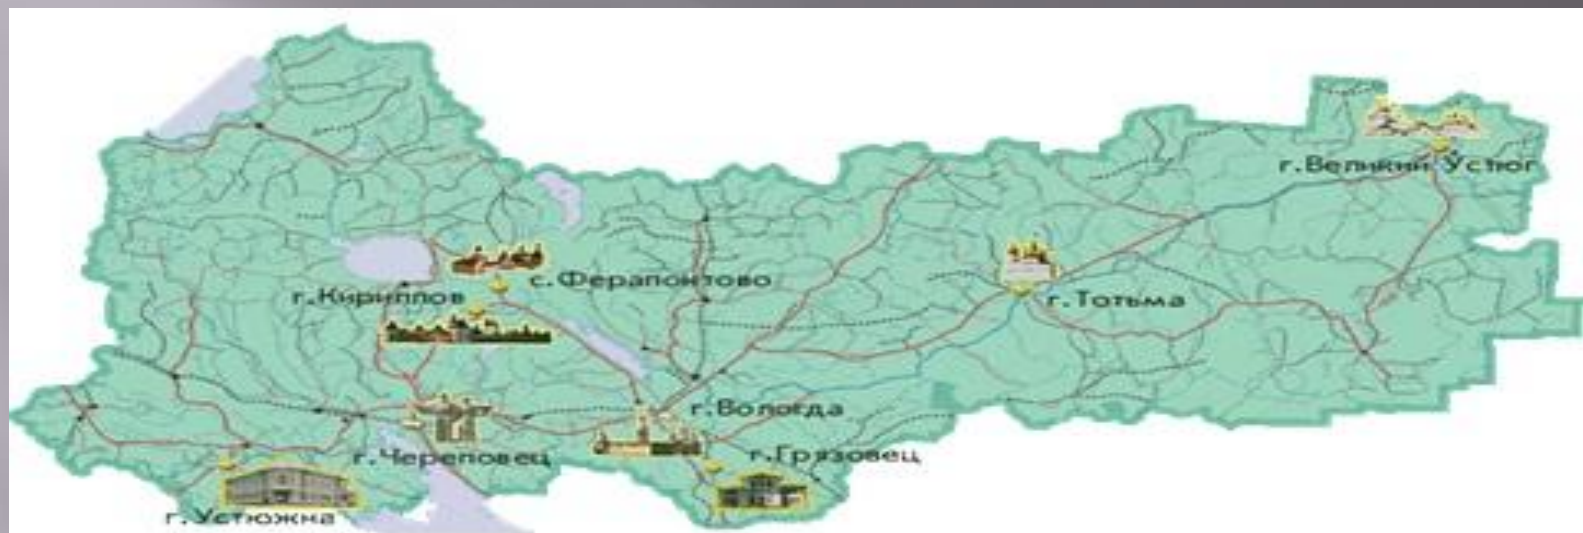 г.Великий Устюг
с.Ферапонтово
г.Кириллов
г.Тотьма
г.Вологда
г.Череповец
г.Грязовец
г.Устюжна